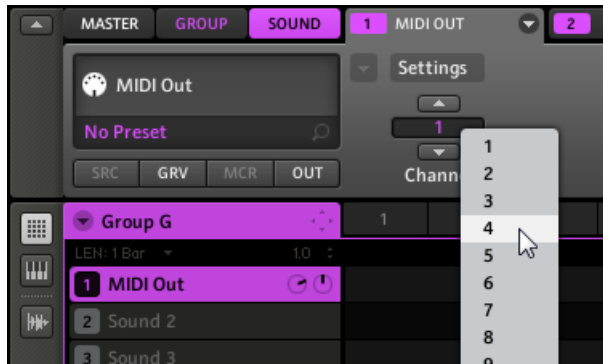 MASTER GROUP SOUND 1 MIDI OUT 2
MIDI Out
Settings
No Preset
1
SRC GRV MCR OUT
Group G
1
LEN: 1 Bar 1.0
1 MIDI Out
2 Sound 2
3 Sound 3
1
2
3
4
5
6
7
8